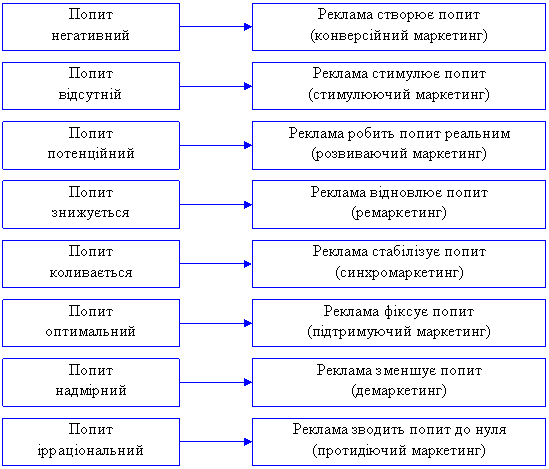 Попит
негативний
Реклама створює попит
(конверсійний маркетинг)
Попит
відсутній
Реклама стимулює попит
(стимулюючий маркетинг)
Попит
потенційний
Реклама робить попит реальним
(розвиваючий маркетинг)
Попит
знижується
Реклама відновлює попит
(ремаркетинг)
Попит
коливається
Реклама стабілізує попит
(синхромаркетинг)
Попит
оптимальний
Реклама фіксує попит
(підтримуючий маркетинг)
Попит
надмірний
Реклама зменшує попит
(демаркетинг)
Попит
ірраціональний
Реклама зводить попит до нуля
(протидіючий маркетинг)